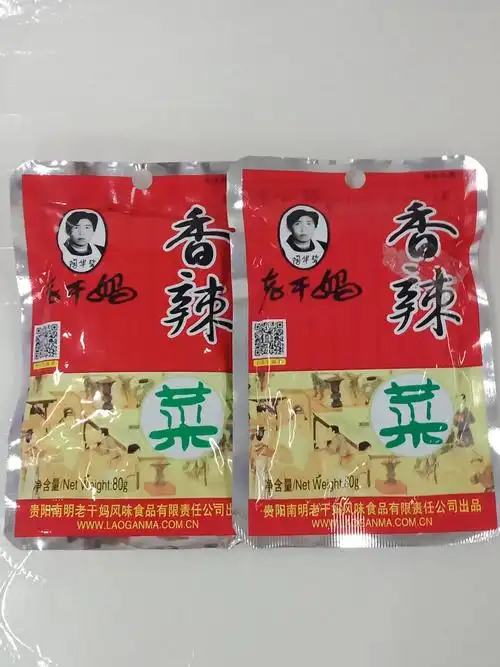 陶华碧
老干妈
香辣
菜
净含量/Net Weight:80g
贵阳南明老干妈风味食品有限责任公司出品
WWW.LAOGANMA.COM.CN
陶华碧
老干妈
香辣
菜
净含量/Net Weight:80g
贵阳南明老干妈风味食品有限责任公司出品
WWW.LAOGANMA.COM.CN